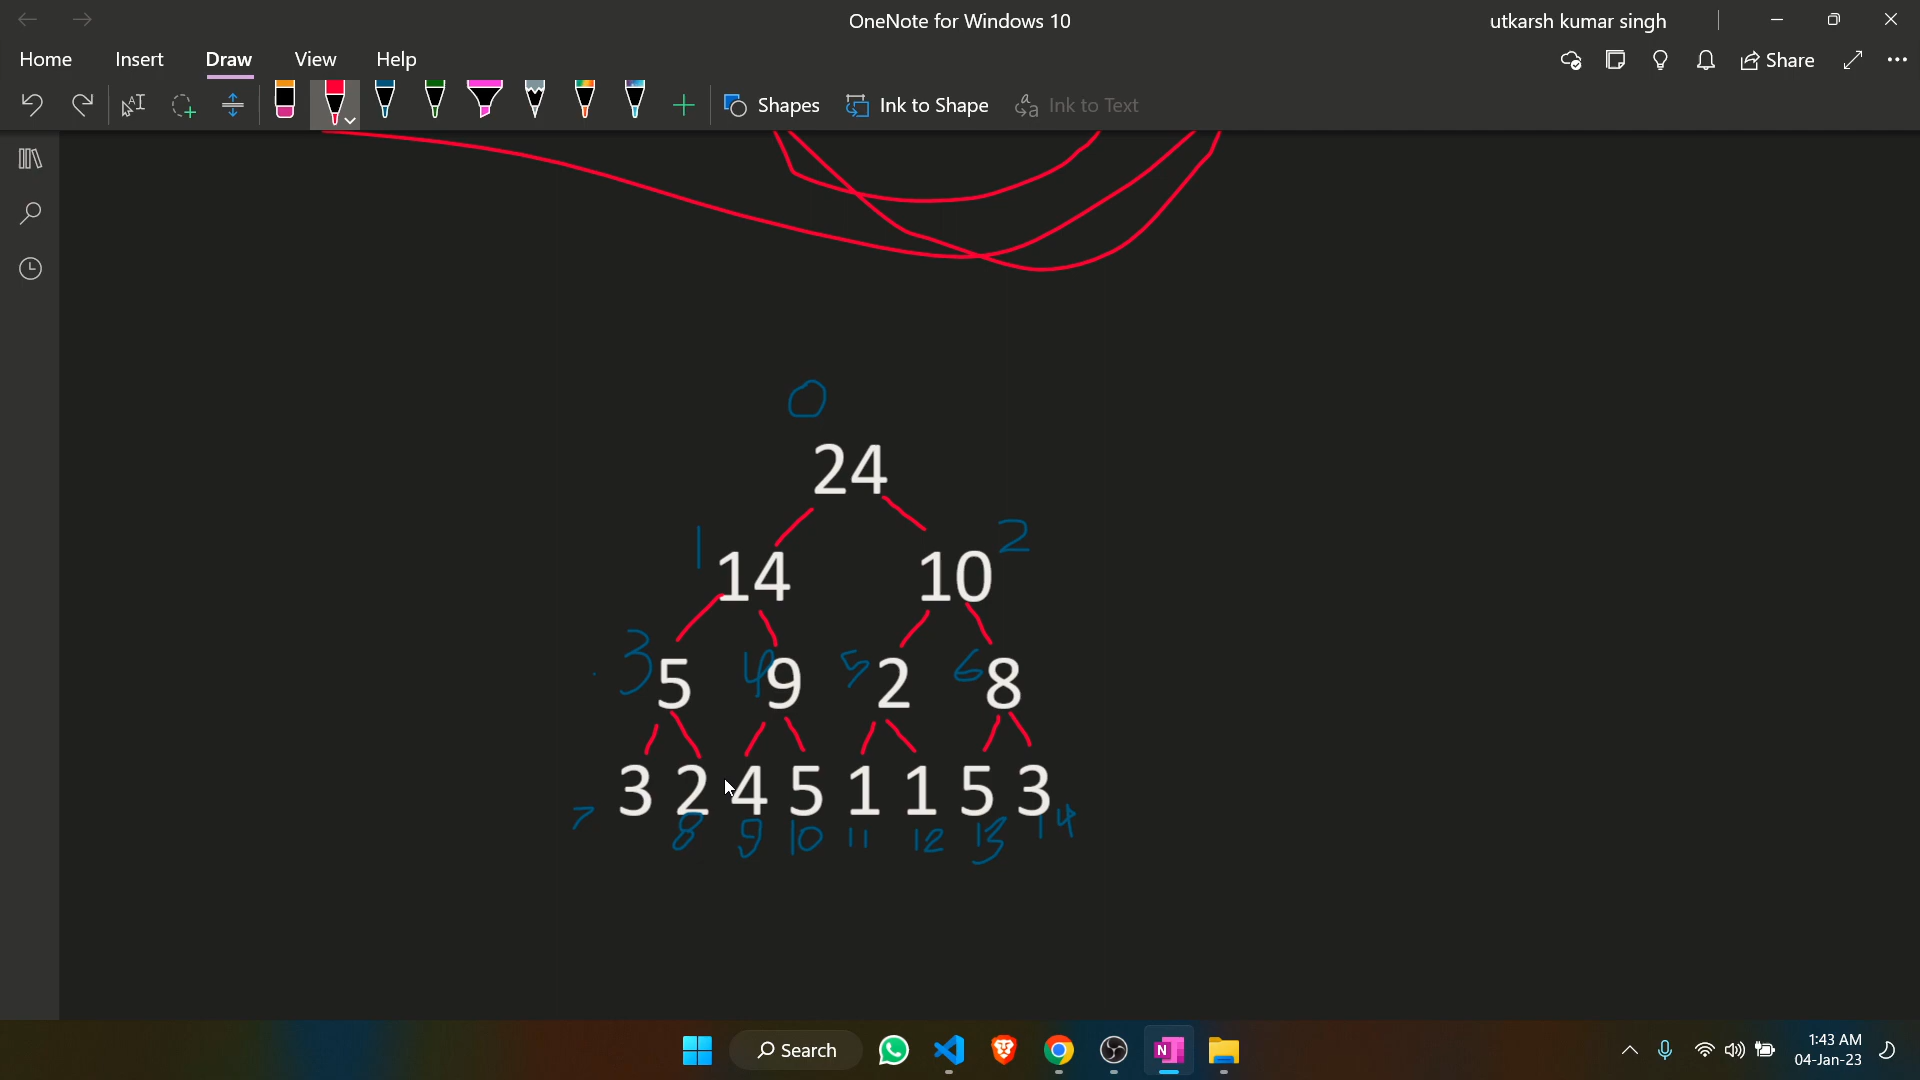 OneNote for Windows 10
utkarsh kumar singh
Home Insert Draw View Help
Share
Shapes Ink to Shape Ink to Text
0
24
1 14 10 2
3 5 4 9 5 2 6 8
3 2 4 5 1 1 5 3
7 8 9 10 11 12 13 14
Search
1:43 AM
04-Jan-23